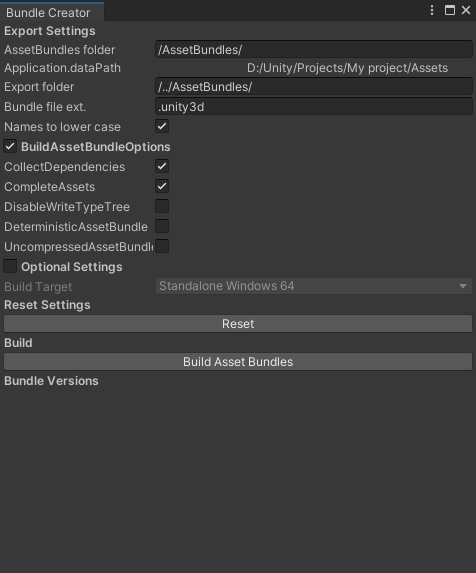 Bundle Creator
Export Settings
AssetBundles folder /AssetBundles/
Application.dataPath D:/Unity/Projects/My project/Assets
Export folder /../AssetBundles/
Bundle file ext. .unity3d
Names to lower case
BuildAssetBundleOptions
CollectDependencies
CompleteAssets
DisableWriteTypeTree
DeterministicAssetBundle
UncompressedAssetBundle
Optional Settings
Build Target Standalone Windows 64
Reset Settings
Reset
Build
Build Asset Bundles
Bundle Versions